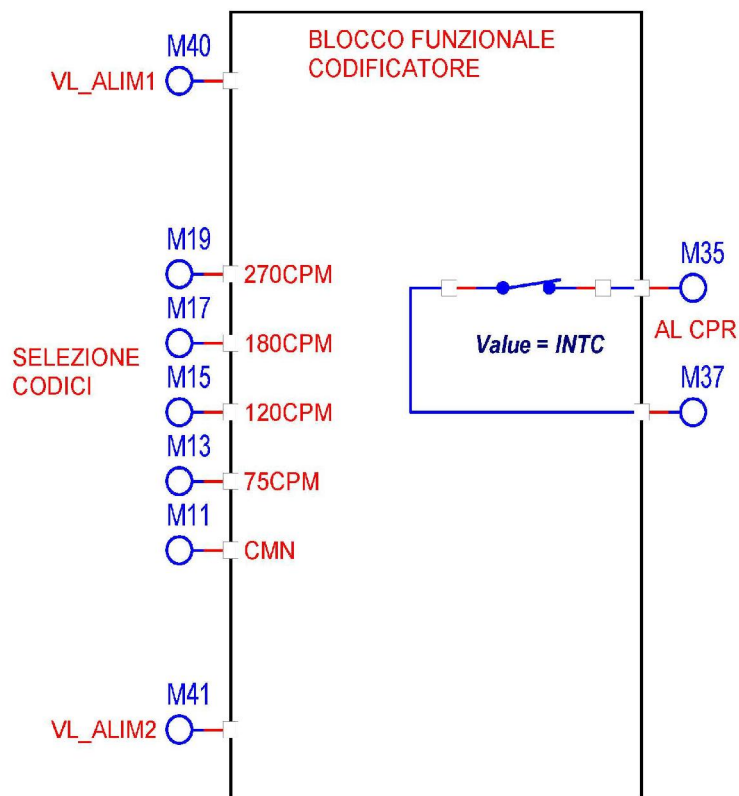 BLOCCO FUNZIONALE
CODIFICATORE
M40
VL_ALIM1
M19
270CPM
M17
180CPM
SELEZIONE
CODICI
M15
120CPM
M13
75CPM
M11
CMN
M41
VL_ALIM2
Value = INTC
M35
AL CPR
M37